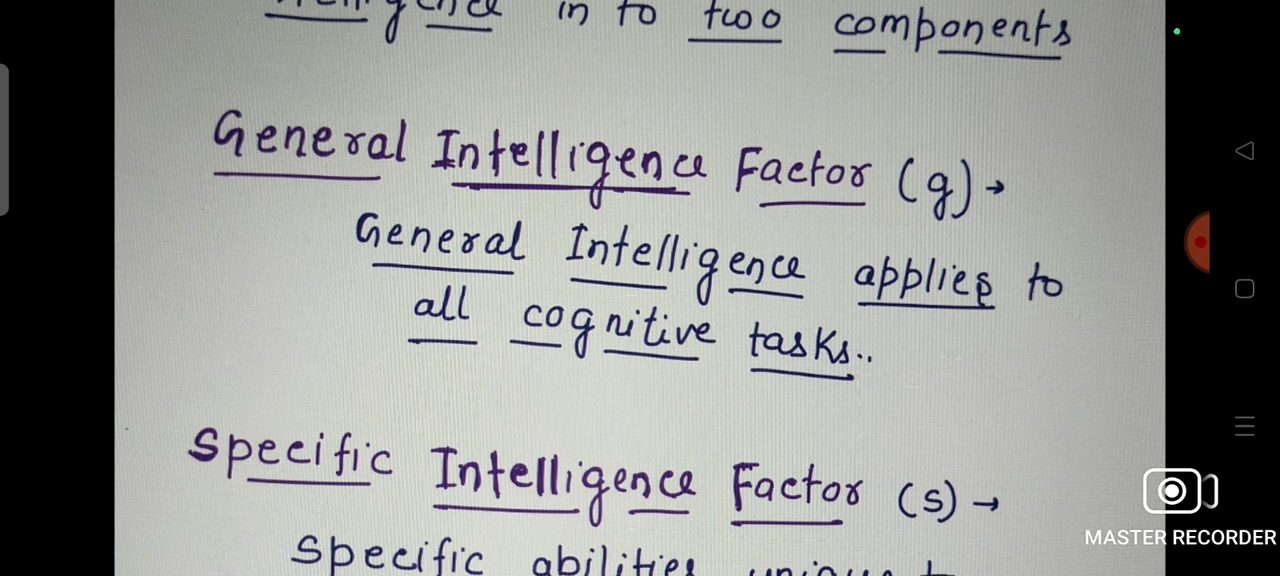 in to two components
General Intelligence Factor (g) →
General Intelligence applies to
all cognitive tasks..
Specific Intelligence Factor (s) →
specific abilities
MASTER RECORDER